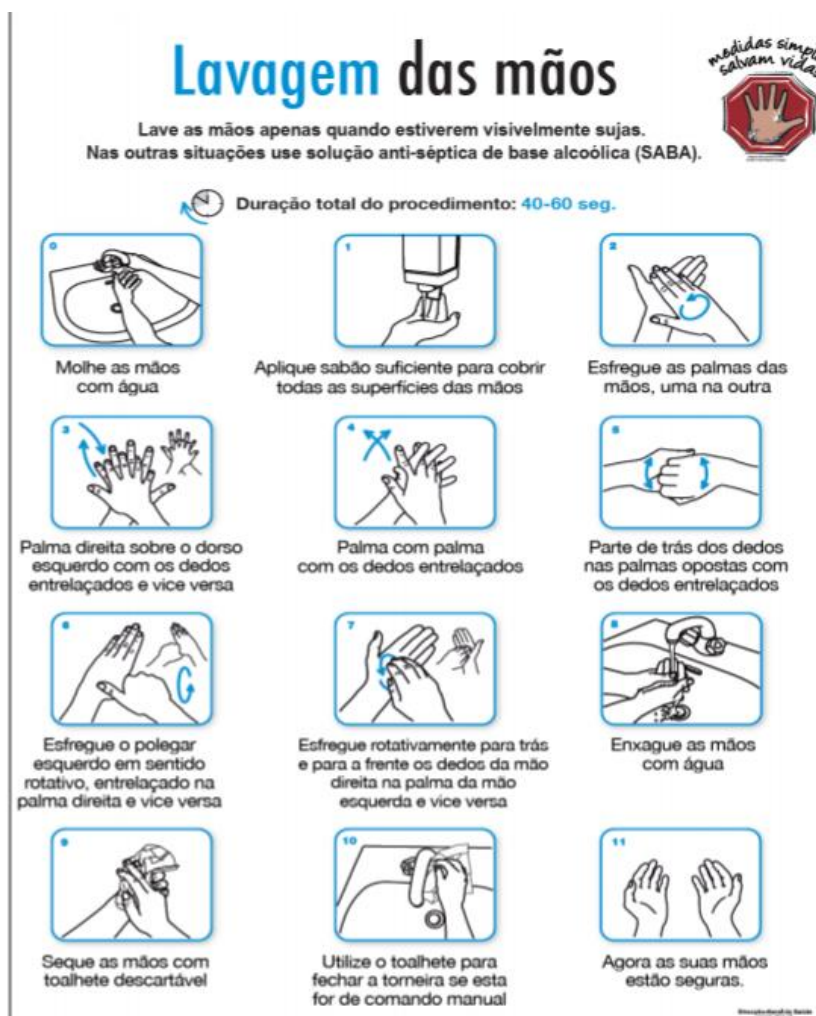 medidas simples
salvam vidas
Lavagem das mãos
Lave as mãos apenas quando estiverem visivelmente sujas.
Nas outras situações use solução anti-séptica de base alcoólica (SABA).
Duração total do procedimento: 40-60 seg.
0
Molhe as mãos
com água
1
Aplique sabão suficiente para cobrir
todas as superfícies das mãos
2
Esfregue as palmas das
mãos, uma na outra
3
Palma direita sobre o dorso
esquerdo com os dedos
entrelaçados e vice versa
4
Palma com palma
com os dedos entrelaçados
5
Parte de trás dos dedos
nas palmas opostas com
os dedos entrelaçados
6
Esfregue o polegar
esquerdo em sentido
rotativo, entrelaçado na
palma direita e vice versa
7
Esfregue rotativamente para trás
e para a frente os dedos da mão
direita na palma da mão
esquerda e vice versa
8
Enxague as mãos
com água
9
Seque as mãos com
toalhete descartável
10
Utilize o toalhete para
fechar a torneira se esta
for de comando manual
11
Agora as suas mãos
estão seguras.